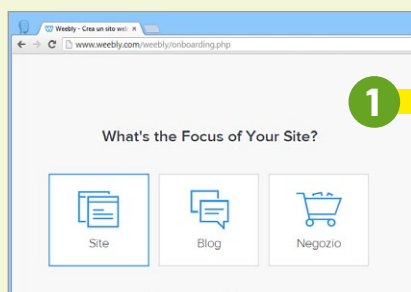 Weebly - Crea un sito web
www.weebly.com/weebly/onboarding.php
1
What's the Focus of Your Site?
Site Blog Negozio